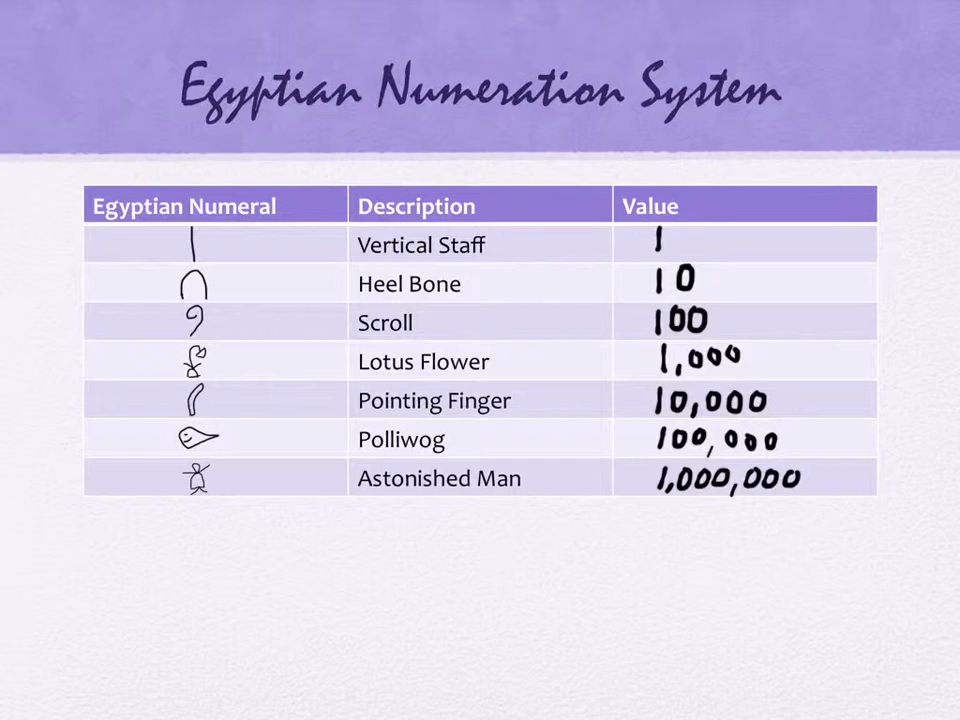 Egyptian Numeration System
Egyptian Numeral Description Value
Vertical Staff 1
Heel Bone 10
Scroll 100
Lotus Flower 1,000
Pointing Finger 10,000
Polliwog 100,000
Astonished Man 1,000,000